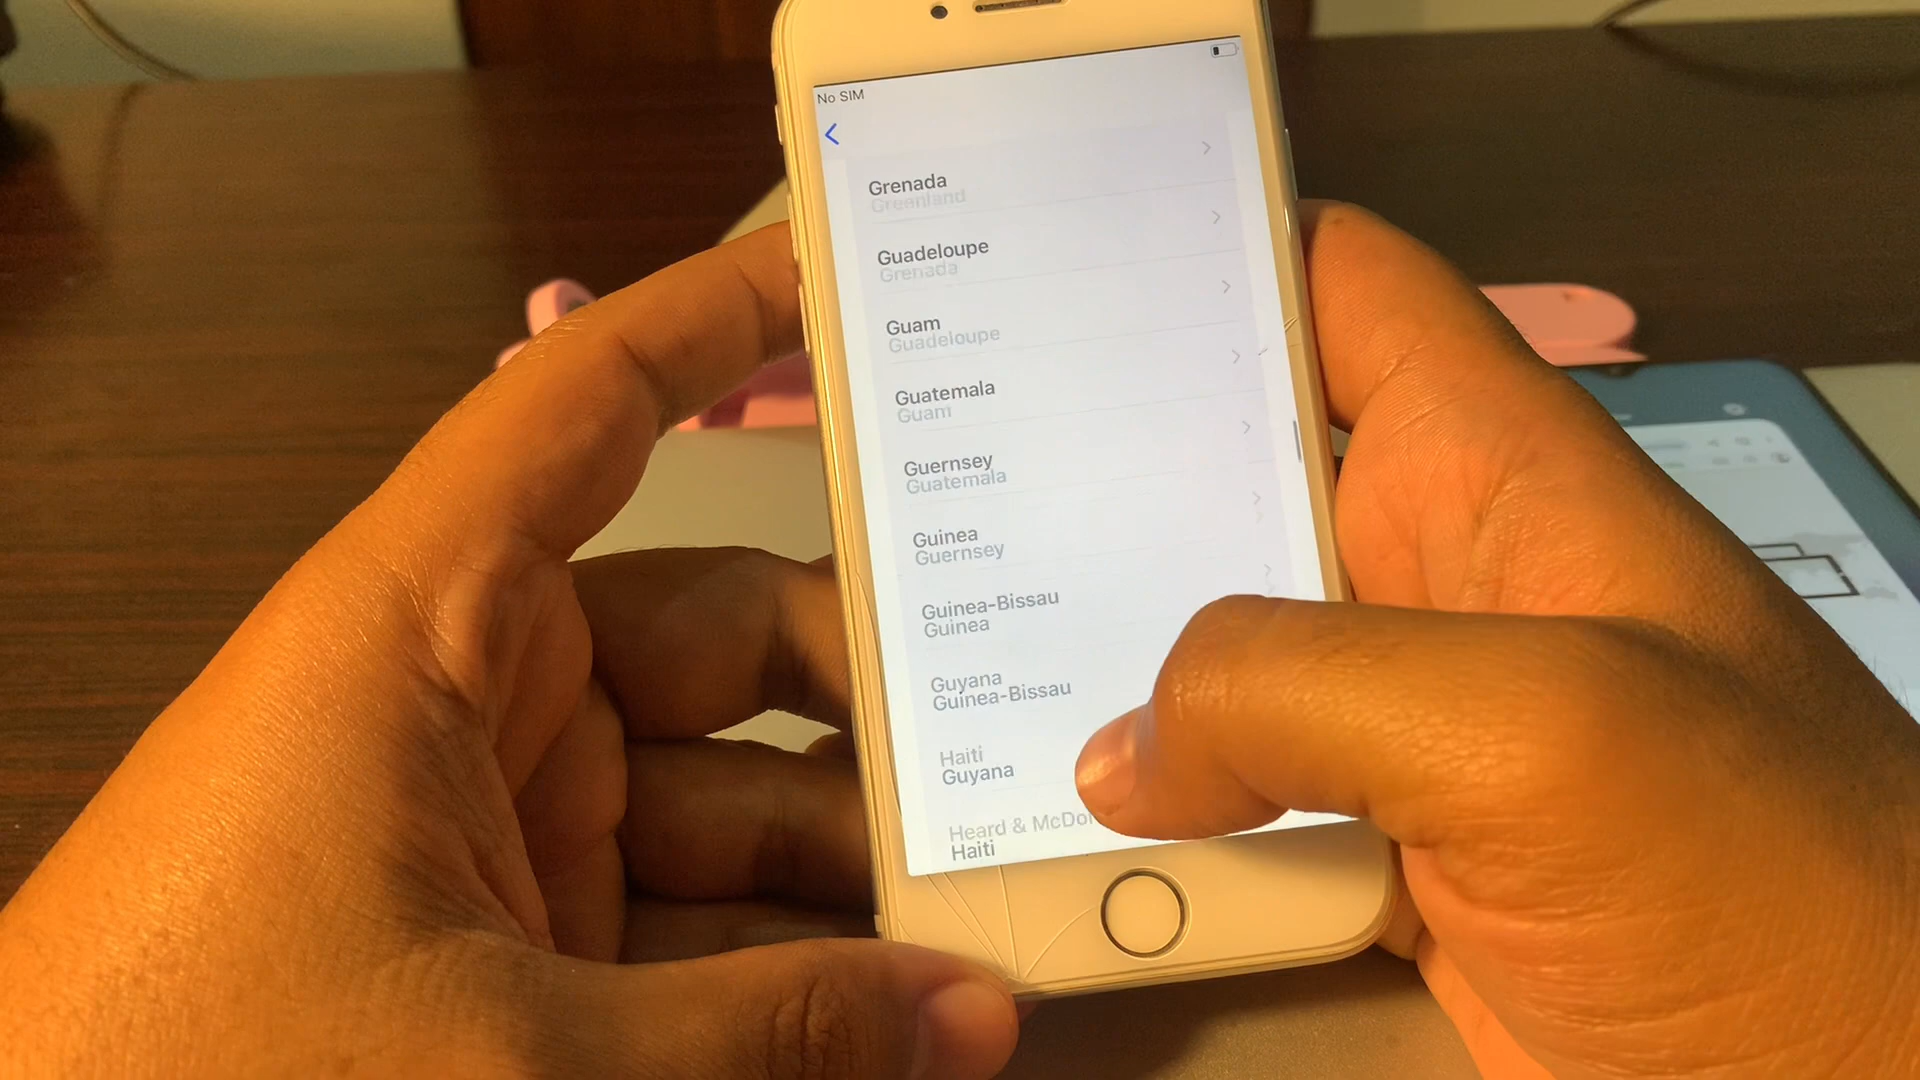 No SIM
Grenada
Greenland
Guadeloupe
Grenada
Guam
Guadeloupe
Guatemala
Guam
Guernsey
Guatemala
Guinea
Guernsey
Guinea-Bissau
Guinea
Guyana
Guinea-Bissau
Haiti
Guyana
Heard & McDon
Haiti